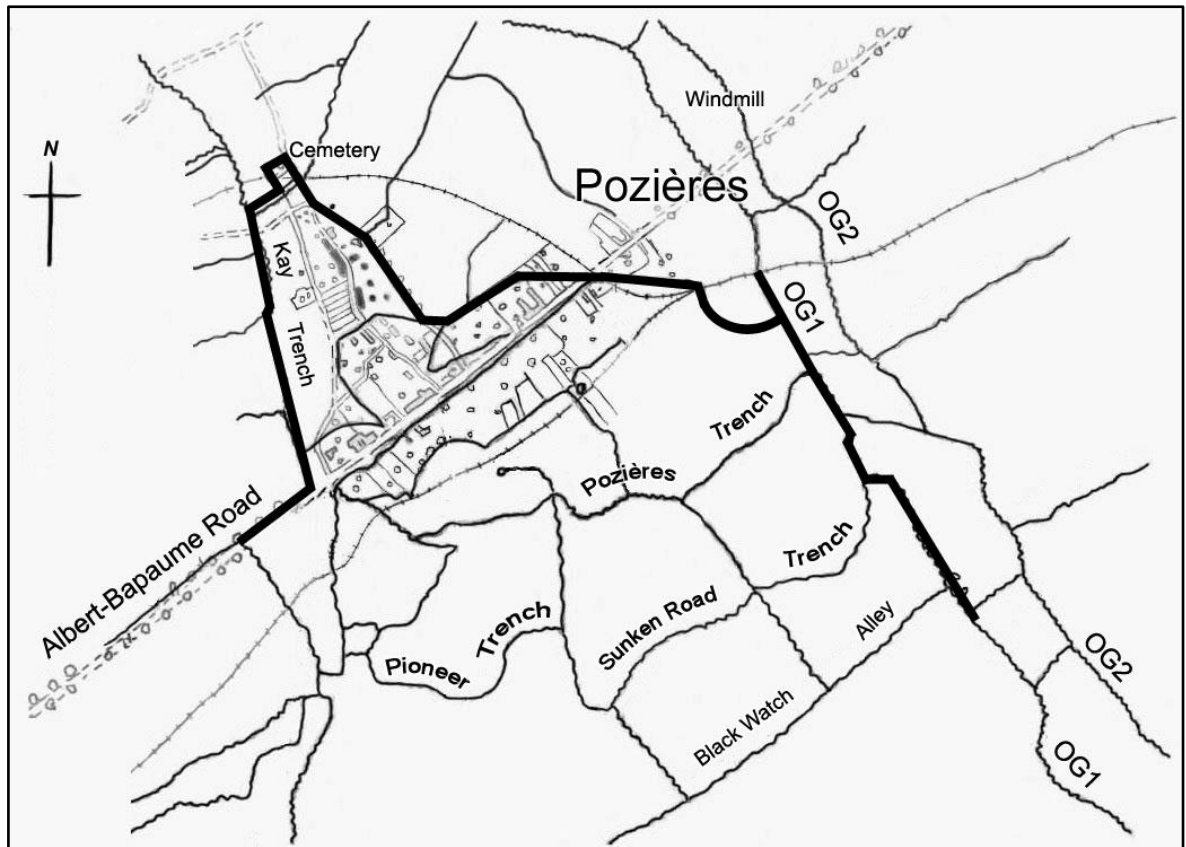 Windmill
N
Cemetery
Pozières
OG2
Kay
Trench
OG1
Trench
Pozières
Albert-Bapaume Road
Trench
Trench
Sunken Road
Alley
Pioneer
Black Watch
OG2
OG1